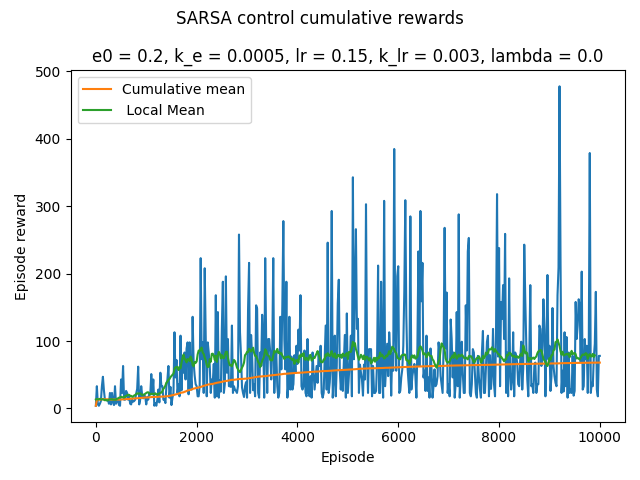 SARSA control cumulative rewards
e0 = 0.2, k_e = 0.0005, lr = 0.15, k_lr = 0.003, lambda = 0.0
Cumulative mean
Local Mean
Episode reward
500
400
300
200
100
0
0 2000 4000 6000 8000 10000
Episode